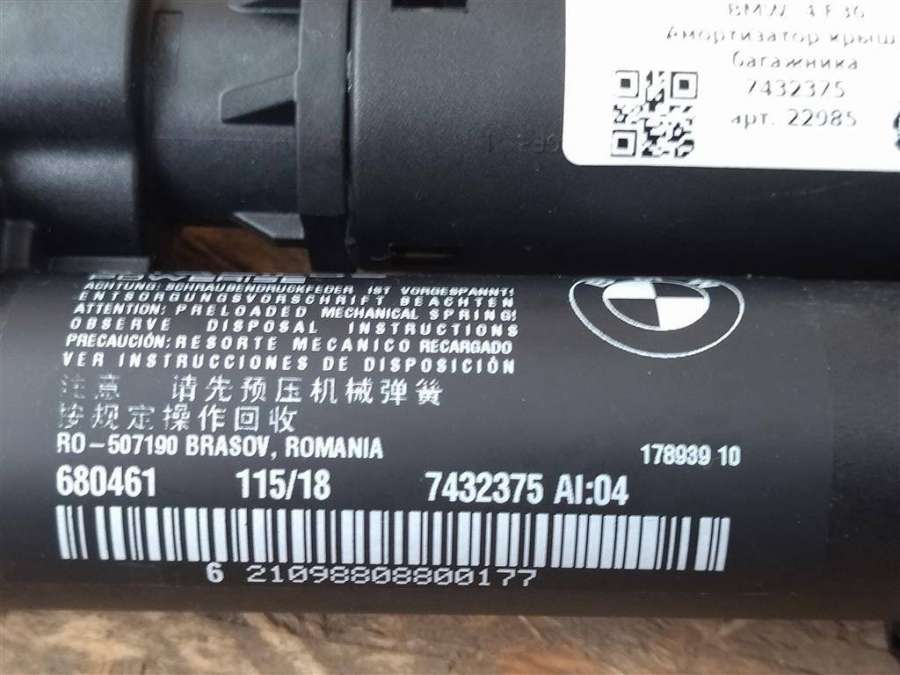 BMW 4 F36
Амортизатор крыш
багажника
7432375
арт. 22985
POWERISE
ACHTUNG: SCHRAUBENDRUCKFEDER IST VORGESPANNT!
ENTSORGUNGSVORSCHRIFT BEACHTEN
ATTENTION: PRELOADED MECHANICAL SPRING!
OBSERVE DISPOSAL INSTRUCTIONS
PRECAUCIÓN: RESORTE MECANICO RECARGADO
VER INSTRUCCIONES DE DISPOSICIÓN
注意 请先预压机械弹簧
按规定操作回收
RO-507190 BRASOV, ROMANIA
178939 10
680461 115/18 7432375 AI:04
6 21098808800177